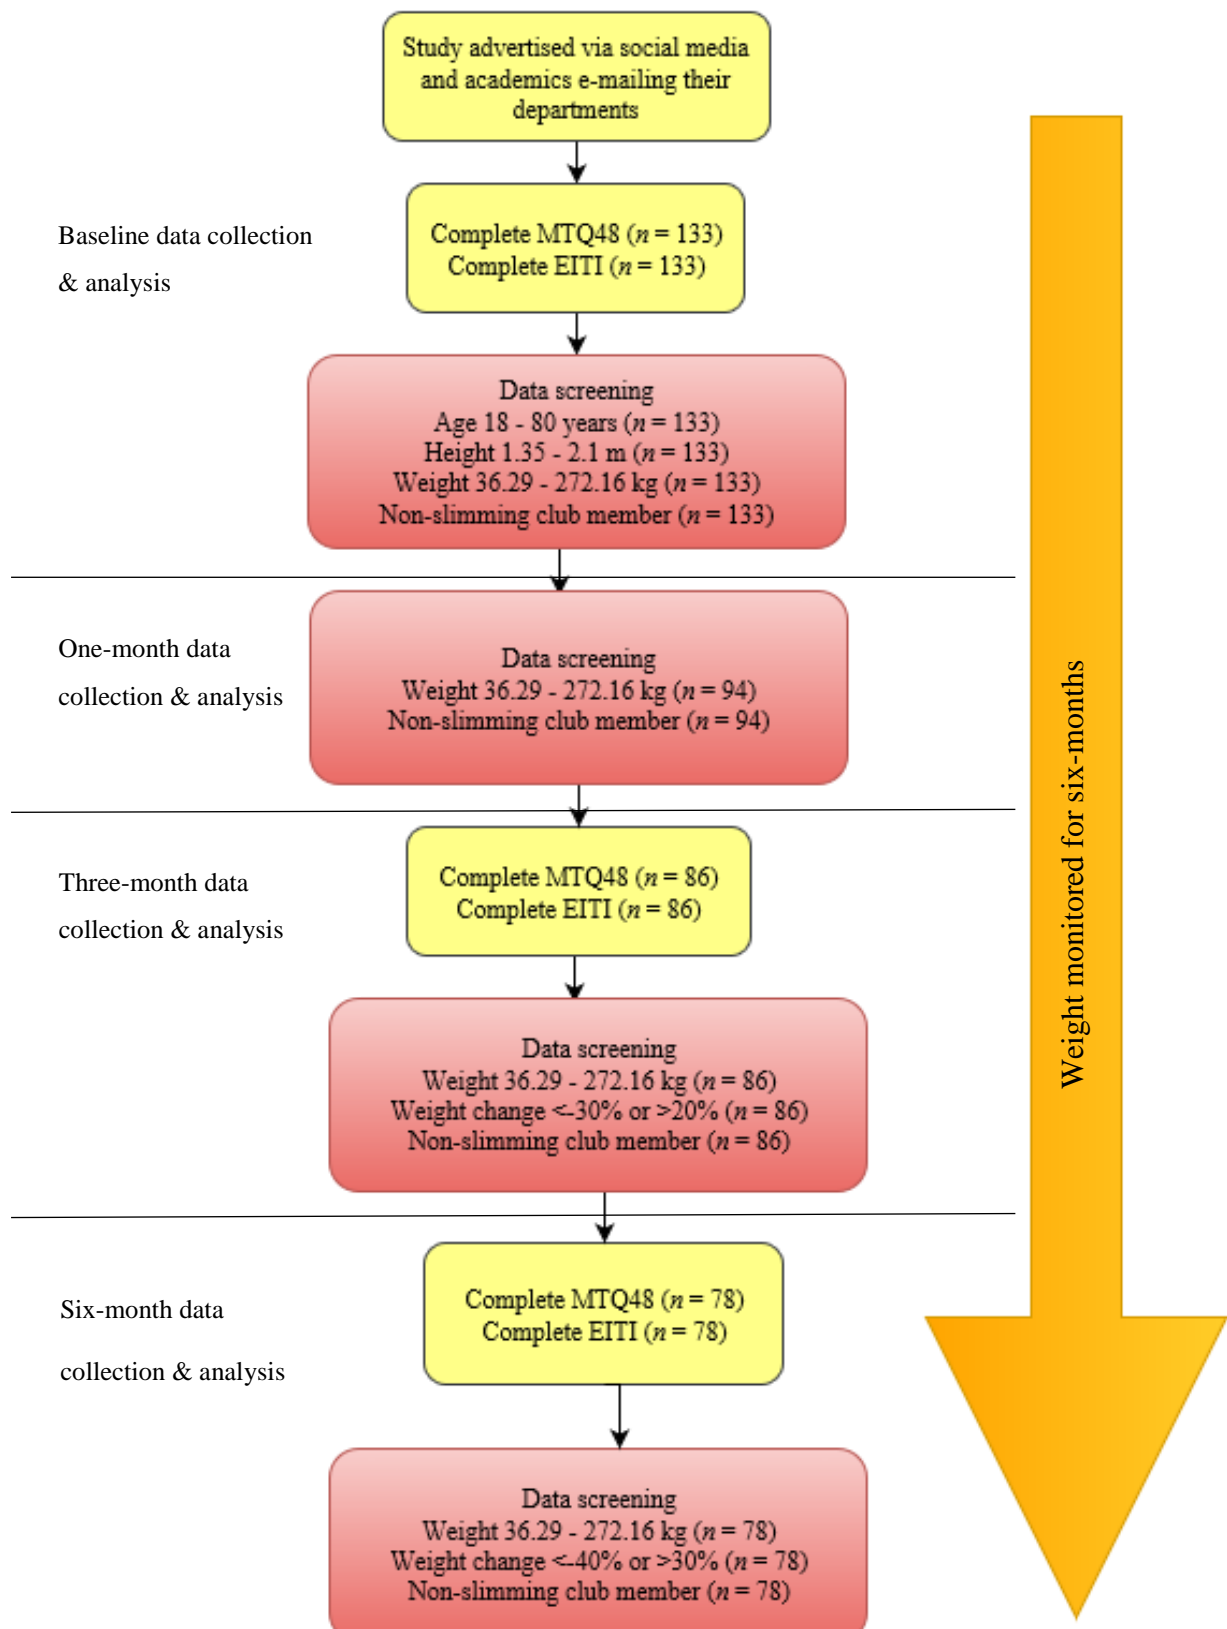 Study advertised via social media
and academics e-mailing their
departments
Baseline data collection
& analysis
Complete MTQ48 (n = 133)
Complete EITI (n = 133)
Data screening
Age 18 - 80 years (n = 133)
Height 1.35 - 2.1 m (n = 133)
Weight 36.29 - 272.16 kg (n = 133)
Non-slimming club member (n = 133)
One-month data
collection & analysis
Data screening
Weight 36.29 - 272.16 kg (n = 94)
Non-slimming club member (n = 94)
Three-month data
collection & analysis
Complete MTQ48 (n = 86)
Complete EITI (n = 86)
Data screening
Weight 36.29 - 272.16 kg (n = 86)
Weight change <-30% or >20% (n = 86)
Non-slimming club member (n = 86)
Six-month data
collection & analysis
Complete MTQ48 (n = 78)
Complete EITI (n = 78)
Data screening
Weight 36.29 - 272.16 kg (n = 78)
Weight change <-40% or >30% (n = 78)
Non-slimming club member (n = 78)
Weight monitored for six-months